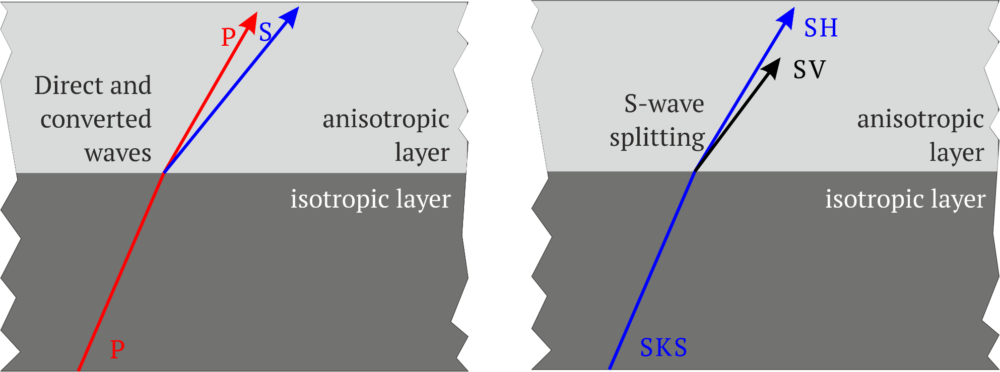 P
S
Direct and
converted
waves
anisotropic
layer
isotropic layer
P
SH
SV
S-wave
splitting
anisotropic
layer
isotropic layer
SKS